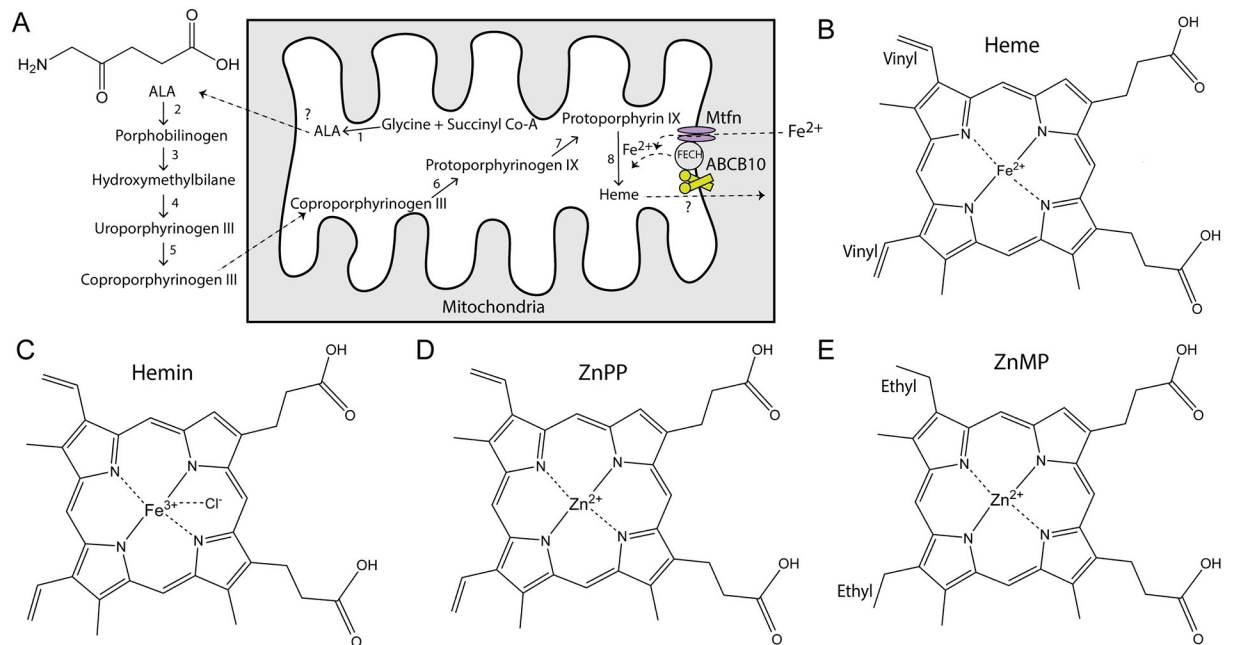 A
H₂N
O
O
OH
ALA
2
Porphobilinogen
3
Hydroxymethylbilane
4
Uroporphyrinogen III
5
Coproporphyrinogen III
?
ALA
1
Glycine + Succinyl Co-A
Coproporphyrinogen III
6
Protoporphyrinogen IX
7
Protoporphyrin IX
8
Fe2+
Heme
Mtfn
FECH
ABCB10
?
Fe2+
Mitochondria
B
Heme
Vinyl
Vinyl
N
N
N
N
Fe²⁺
OH
O
OH
O
C
Hemin
N
N
N
N
Fe³⁺
Cl⁻
OH
O
OH
O
D
ZnPP
N
N
N
N
Zn²⁺
OH
O
OH
O
E
ZnMP
Ethyl
Ethyl
N
N
N
N
Zn²⁺
OH
O
OH
O